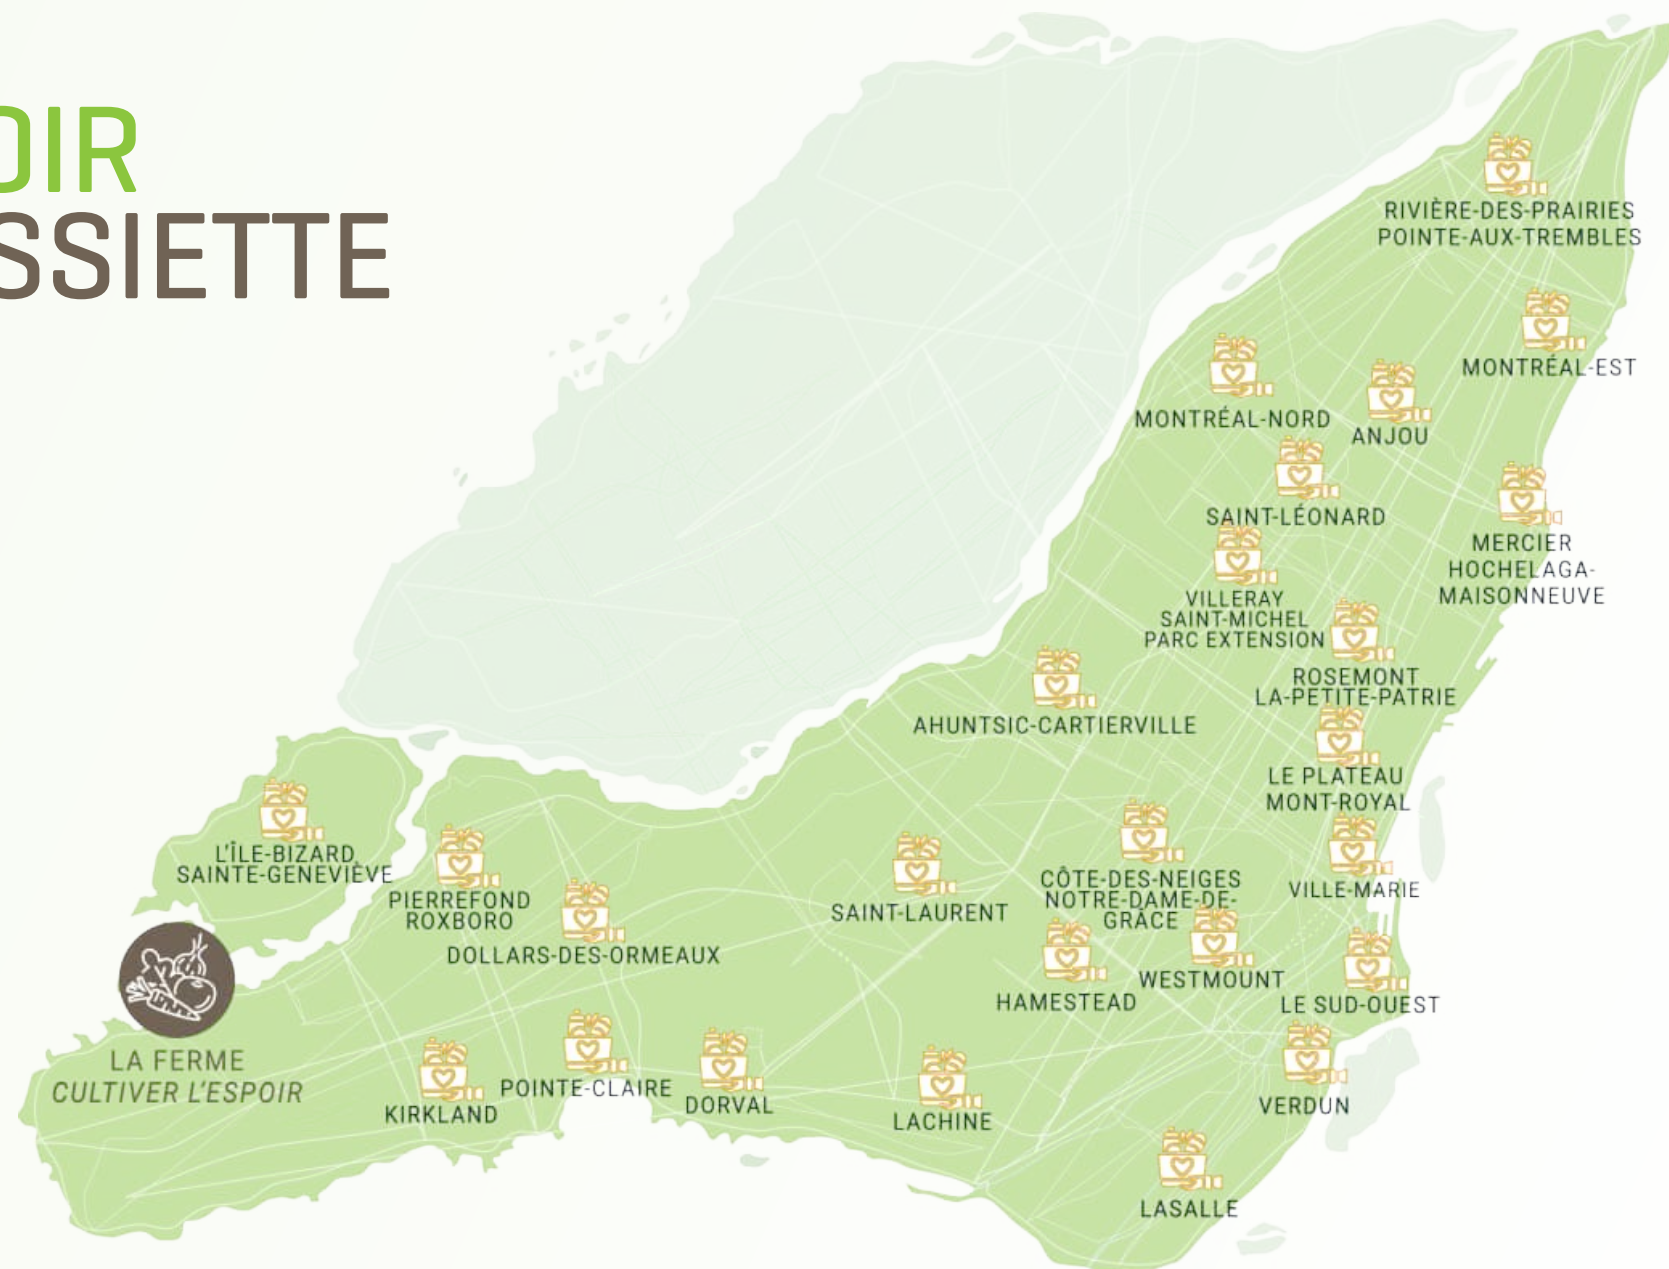 OIR
SSIETTE
RIVIÈRE-DES-PRAIRIES
POINTE-AUX-TREMBLES
MONTRÉAL-EST
MONTRÉAL-NORD
ANJOU
SAINT-LÉONARD
MERCIER
HOCHELAGA-
MAISONNEUVE
VILLERAY
SAINT-MICHEL
PARC EXTENSION
ROSEMONT
LA-PETITE-PATRIE
AHUNTSIC-CARTIERVILLE
LE PLATEAU
MONT-ROYAL
L'ÎLE-BIZARD
SAINTE-GENEVIÈVE
PIERREFOND
ROXBORO
DOLLARS-DES-ORMEAUX
SAINT-LAURENT
CÔTE-DES-NEIGES
NOTRE-DAME-DE-
GRÂCE
VILLE-MARIE
HAMESTEAD
WESTMOUNT
LE SUD-OUEST
LA FERME
CULTIVER L'ESPOIR
KIRKLAND
POINTE-CLAIRE
DORVAL
LACHINE
VERDUN
LASALLE